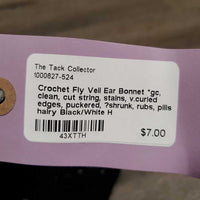 The Tack Collector
1000627-524
Crochet Fly Veil Ear Bonnet *gc,
clean, cut string, stains, v.curled
edges, puckered, ?shrunk, rubs, pills
hairy Black/White H
$7.00
43XTTH